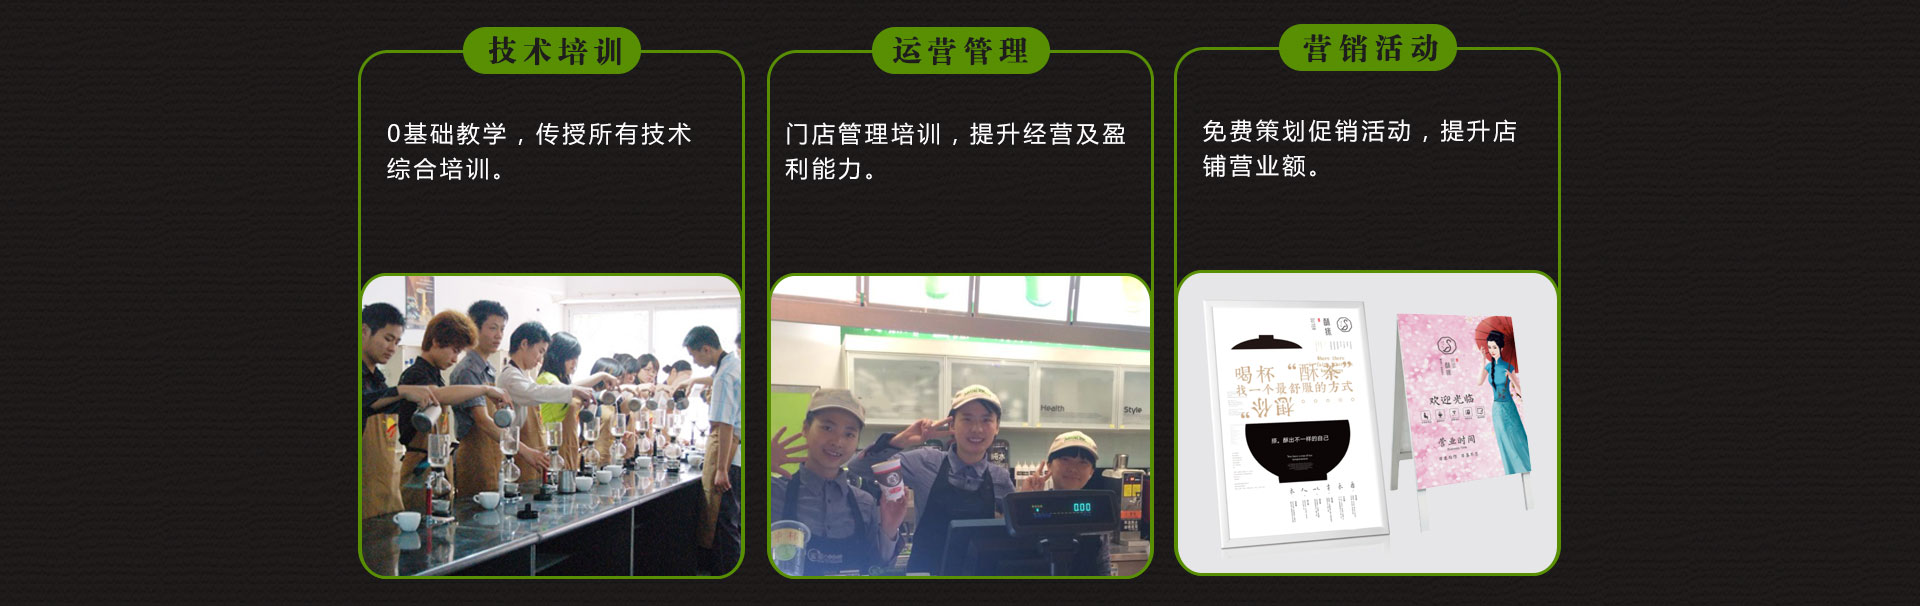 技术培训
0基础教学，传授所有技术
综合培训。
运营管理
门店管理培训，提升经营及盈
利能力。
Health
Style
0.00
营销活动
免费策划促销活动，提升店
铺营业额。
喝杯“酥茶”
找一个最舒服的方式
欢迎光临
营业时间